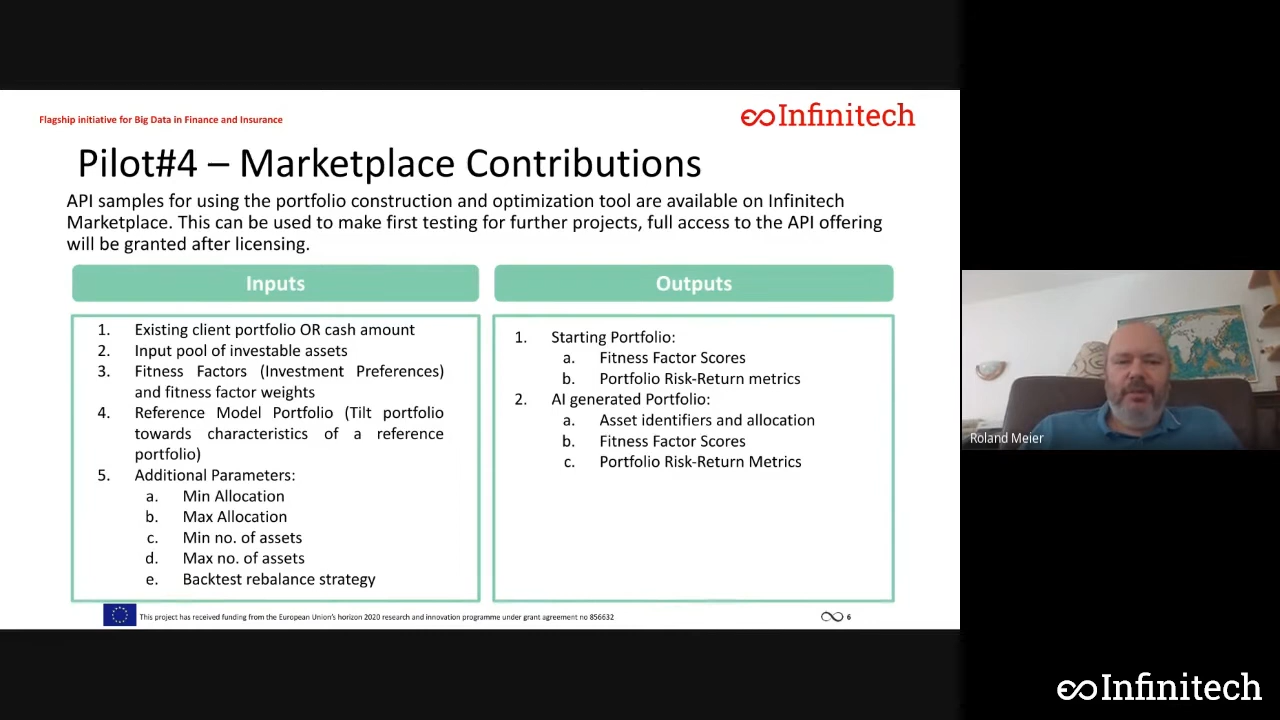 Flagship initiative for Big Data in Finance and Insurance
Infinitech
Pilot#4 – Marketplace Contributions
API samples for using the portfolio construction and optimization tool are available on Infinitech
Marketplace. This can be used to make first testing for further projects, full access to the API offering
will be granted after licensing.
Inputs
1. Existing client portfolio OR cash amount
2. Input pool of investable assets
3. Fitness Factors (Investment Preferences)
and fitness factor weights
4. Reference Model Portfolio (Tilt portfolio
towards characteristics of a reference
portfolio)
5. Additional Parameters:
a. Min Allocation
b. Max Allocation
c. Min no. of assets
d. Max no. of assets
e. Backtest rebalance strategy
Outputs
1. Starting Portfolio:
a. Fitness Factor Scores
b. Portfolio Risk-Return metrics
2. AI generated Portfolio:
a. Asset identifiers and allocation
b. Fitness Factor Scores
c. Portfolio Risk-Return Metrics
This project has received funding from the European Union's horizon 2020 research and innovation programme under grant agreement no 856632
6
Roland Meier
Infinitech